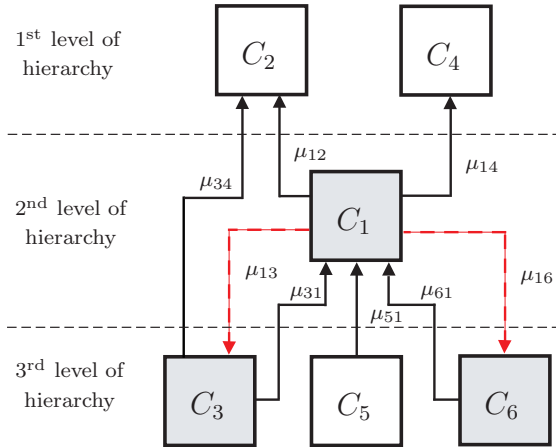 1st level of
hierarchy
C2
C4
μ12
μ14
μ34
2nd level of
hierarchy
C1
μ13
μ31
μ61
μ16
μ51
3rd level of
hierarchy
C3
C5
C6